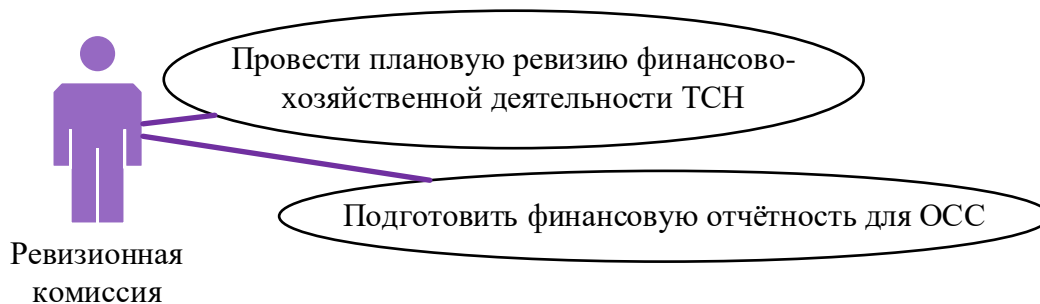 Провести плановую ревизию финансово-
хозяйственной деятельности ТСН
Подготовить финансовую отчётность для ОСС
Ревизионная
комиссия